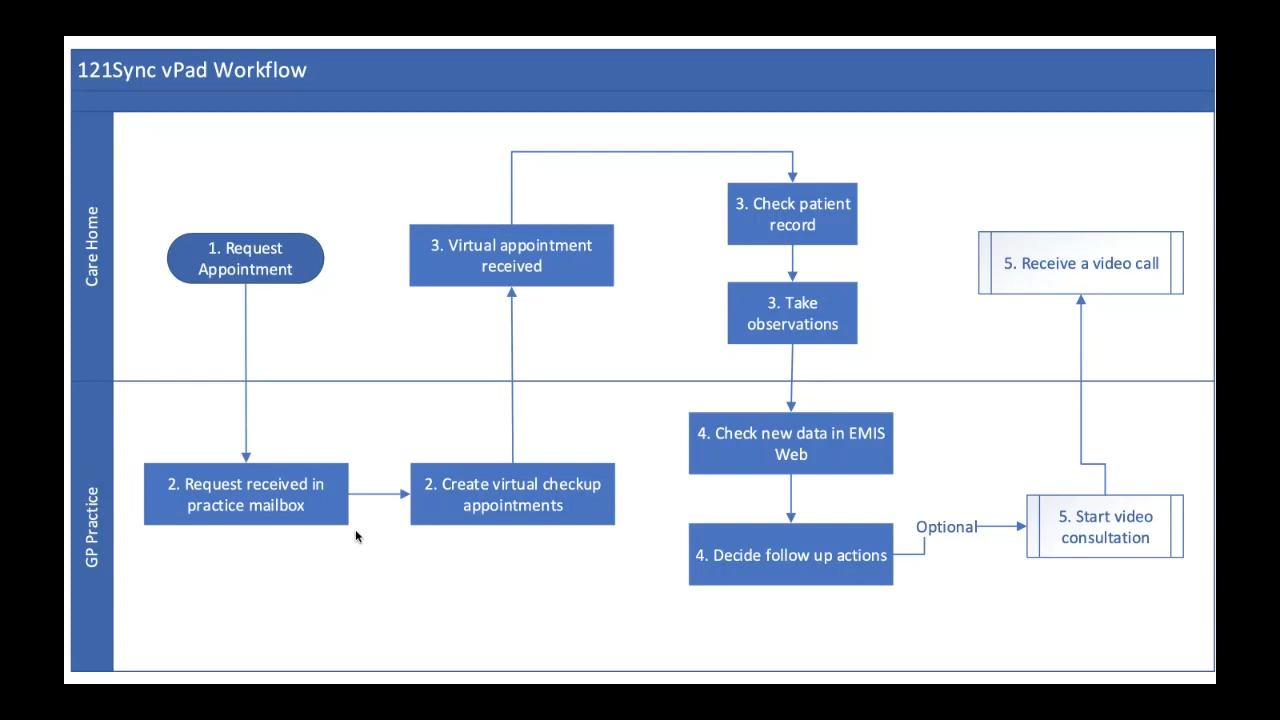 121Sync vPad Workflow
Care Home
1. Request
Appointment
3. Virtual appointment
received
3. Check patient
record
3. Take
observations
5. Receive a video call
GP Practice
2. Request received in
practice mailbox
2. Create virtual checkup
appointments
4. Check new data in EMIS
Web
4. Decide follow up actions
Optional
5. Start video
consultation